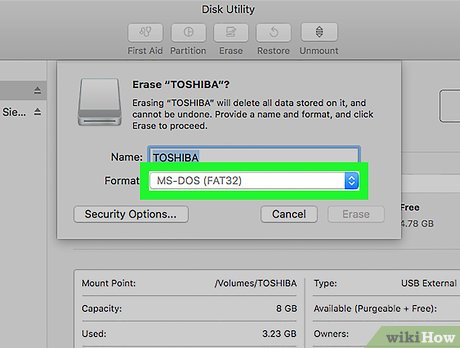 Disk Utility
First Aid Partition Erase Restore Unmount
Erase "TOSHIBA"?
Erasing "TOSHIBA" will delete all data stored on it, and
cannot be undone. Provide a name and format, and click
Erase to proceed.
Sie...
Name: TOSHIBA
Format: MS-DOS (FAT32)
Security Options... Cancel Erase
Free
4.78 GB
Mount Point: /Volumes/TOSHIBA Type: USB External
Capacity: 8 GB Available (Purgeable + Free):
Used: 3.23 GB Owners:
wikiHow